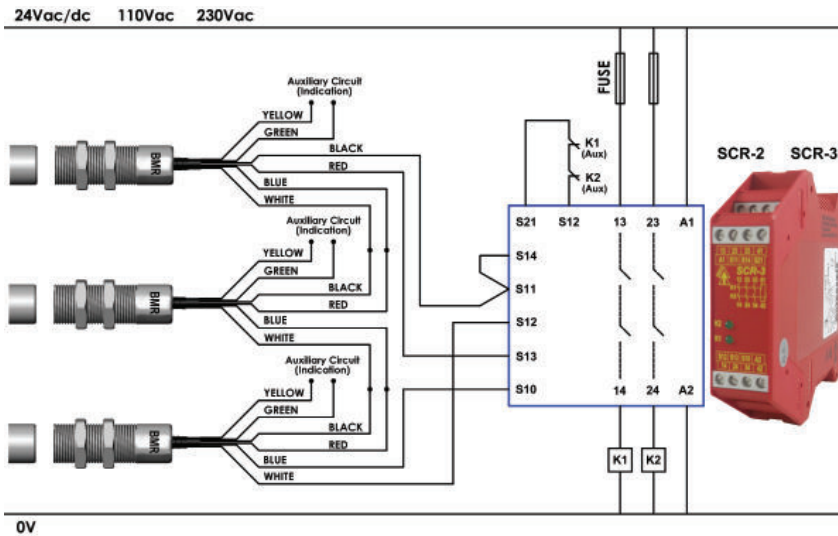 24Vac/dc 110Vac 230Vac
Auxiliary Circuit
(Indication)
YELLOW
GREEN
BLACK
RED
BLUE
WHITE
BMR
Auxiliary Circuit
(Indication)
YELLOW
GREEN
BLACK
RED
BLUE
WHITE
BMR
Auxiliary Circuit
(Indication)
YELLOW
GREEN
BLACK
RED
BLUE
WHITE
BMR
FUSE
K1
(Aux)
K2
(Aux)
S21 S12 13 23 A1
S14
S11
S12
S13
S10
14 24 A2
K1 K2
SCR-2 SCR-3
SCR-3
0V